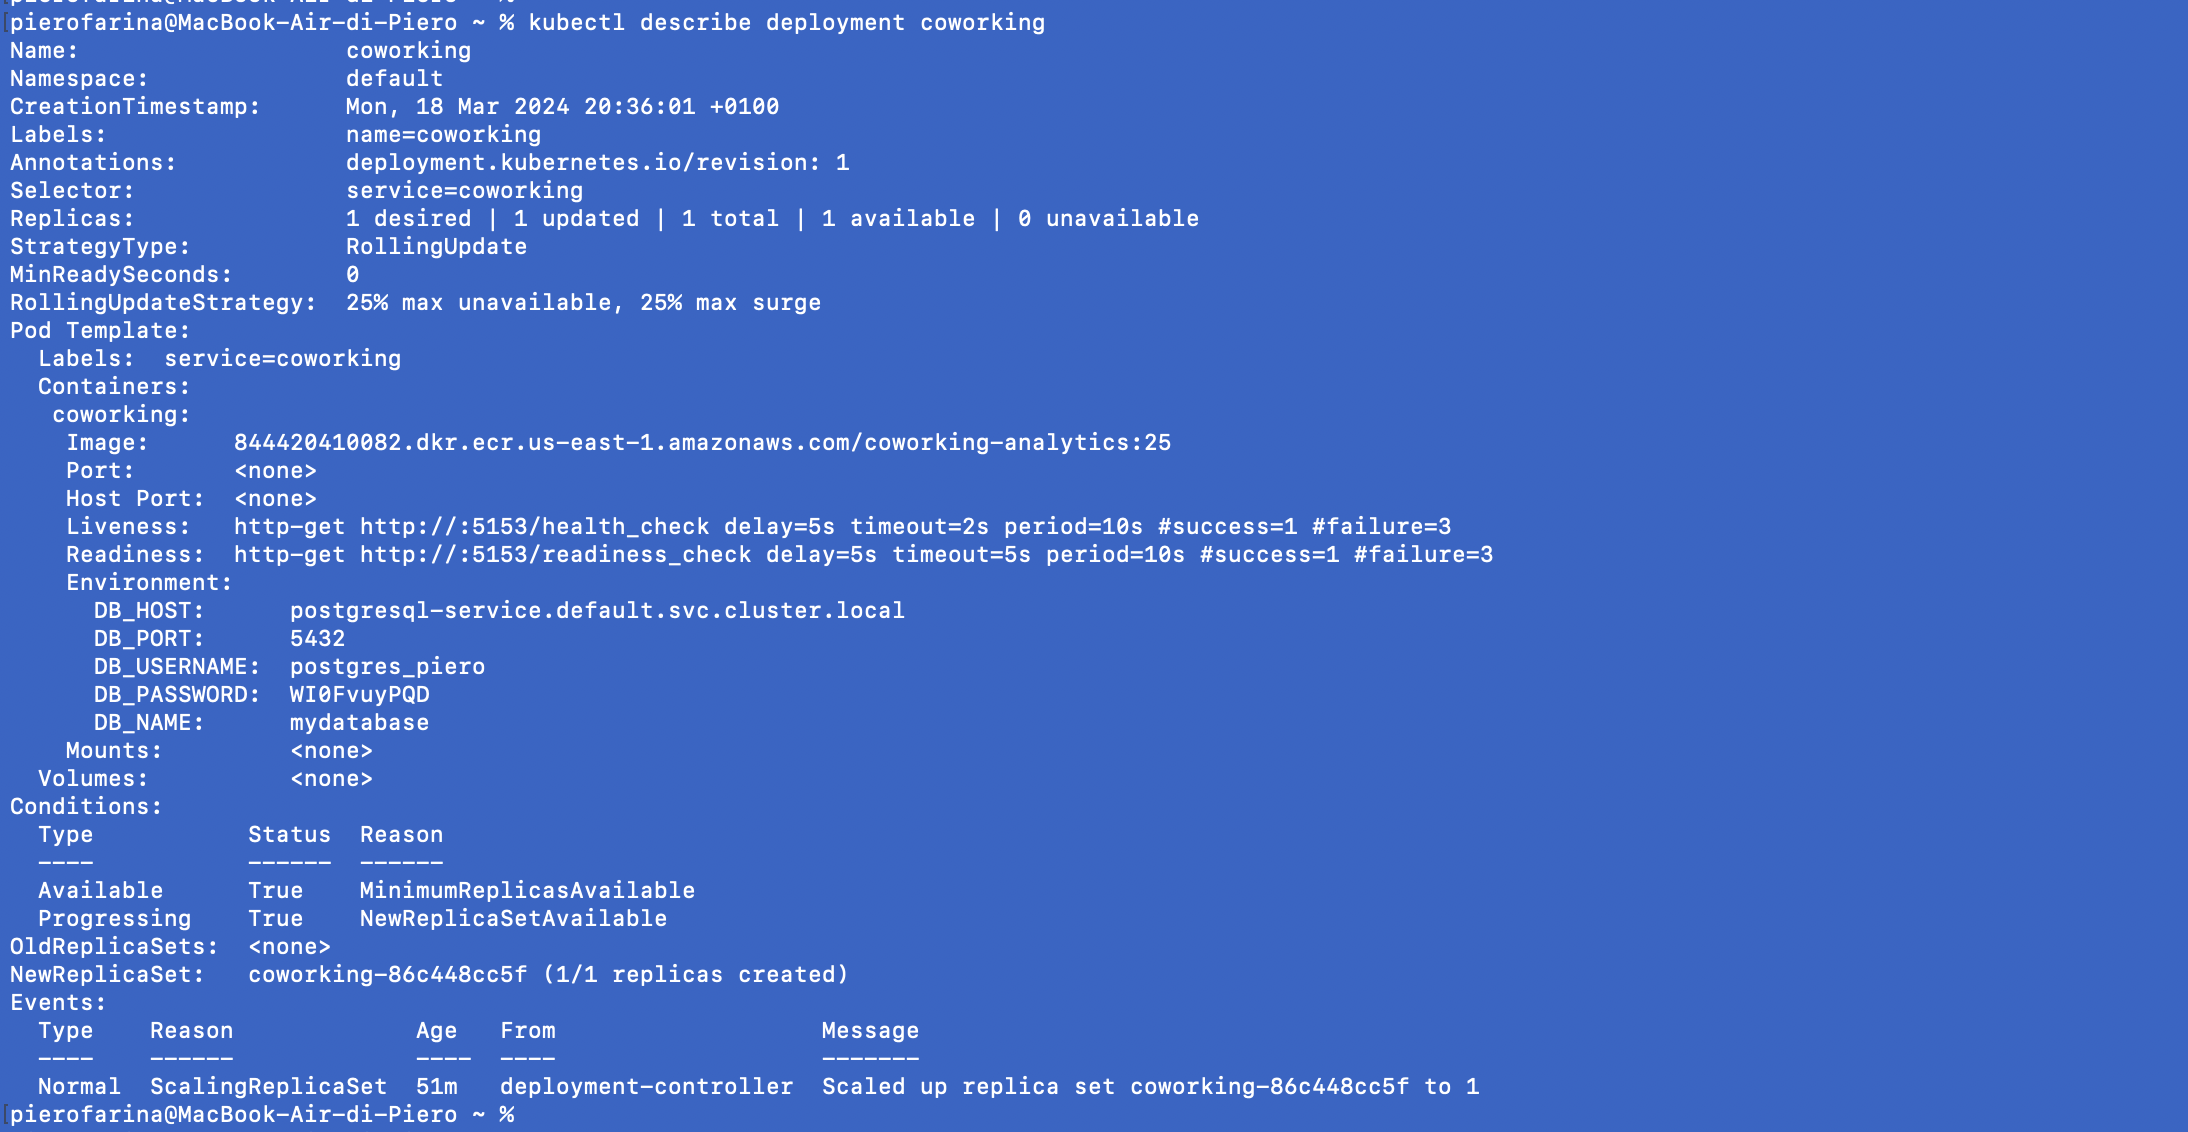 pierofarina@MacBook-Air-di-Piero ~ % kubectl describe deployment coworking
Name:                   coworking
Namespace:              default
CreationTimestamp:      Mon, 18 Mar 2024 20:36:01 +0100
Labels:                 name=coworking
Annotations:            deployment.kubernetes.io/revision: 1
Selector:               service=coworking
Replicas:               1 desired | 1 updated | 1 total | 1 available | 0 unavailable
StrategyType:           RollingUpdate
MinReadySeconds:        0
RollingUpdateStrategy:  25% max unavailable, 25% max surge
Pod Template:
  Labels:  service=coworking
  Containers:
   coworking:
    Image:      844420410082.dkr.ecr.us-east-1.amazonaws.com/coworking-analytics:25
    Port:       <none>
    Host Port:  <none>
    Liveness:   http-get http://:5153/health_check delay=5s timeout=2s period=10s #success=1 #failure=3
    Readiness:  http-get http://:5153/readiness_check delay=5s timeout=5s period=10s #success=1 #failure=3
    Environment:
      DB_HOST:      postgresql-service.default.svc.cluster.local
      DB_PORT:      5432
      DB_USERNAME:  postgres_piero
      DB_PASSWORD:  WI0FvuyPQD
      DB_NAME:      mydatabase
    Mounts:         <none>
  Volumes:          <none>
Conditions:
  Type           Status  Reason
  ----           ------  ------
  Available      True    MinimumReplicasAvailable
  Progressing    True    NewReplicaSetAvailable
OldReplicaSets:  <none>
NewReplicaSet:   coworking-86c448cc5f (1/1 replicas created)
Events:
  Type    Reason             Age   From                   Message
  ----    ------             ----  ----                   -------
  Normal  ScalingReplicaSet  51m   deployment-controller  Scaled up replica set coworking-86c448cc5f to 1
pierofarina@MacBook-Air-di-Piero ~ %